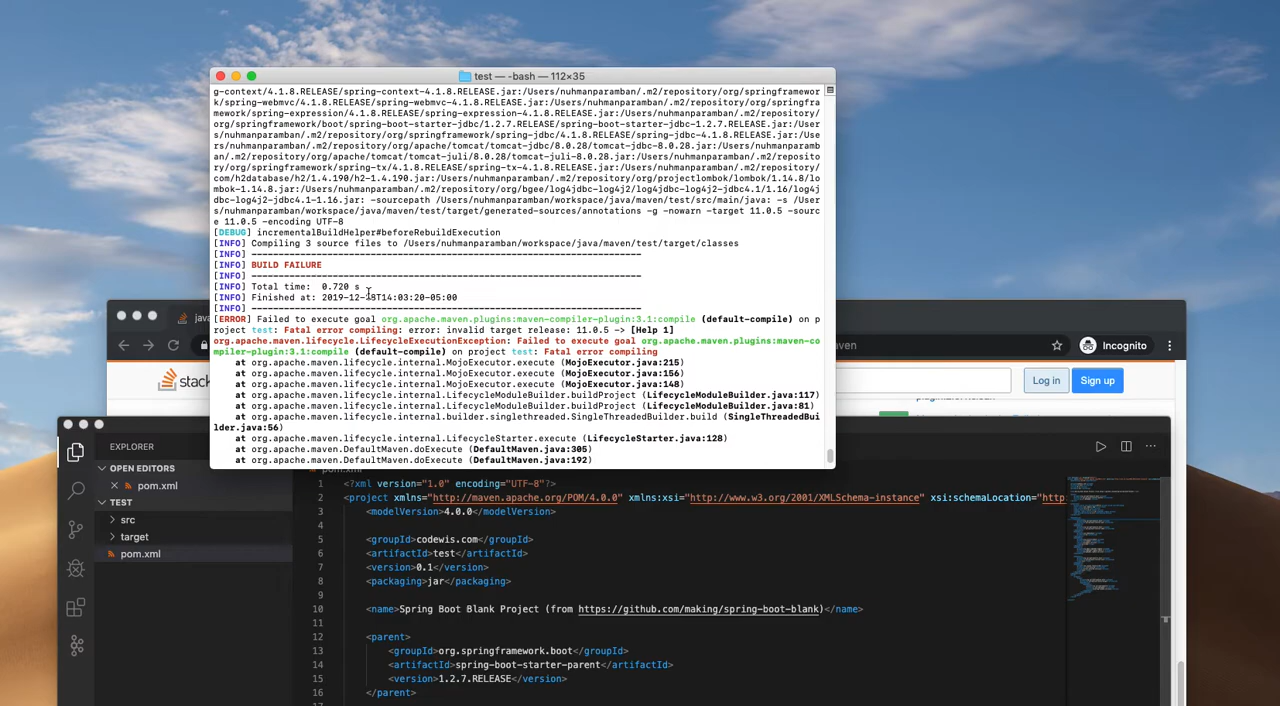 test — -bash — 112×35
g-context/4.1.8.RELEASE/spring-context-4.1.8.RELEASE.jar:/Users/nuhmanparamban/.m2/repository/org/springframewor
k/spring-webmvc/4.1.8.RELEASE/spring-webmvc-4.1.8.RELEASE.jar:/Users/nuhmanparamban/.m2/repository/org/springfra
mework/spring-expression/4.1.8.RELEASE/spring-expression-4.1.8.RELEASE.jar:/Users/nuhmanparamban/.m2/repository/
org/springframework/boot/spring-boot-starter-jdbc/1.2.7.RELEASE/spring-boot-starter-jdbc-1.2.7.RELEASE.jar:/User
s/nuhmanparamban/.m2/repository/org/springframework/spring-jdbc/4.1.8.RELEASE/spring-jdbc-4.1.8.RELEASE.jar:/Use
rs/nuhmanparamban/.m2/repository/org/apache/tomcat/tomcat-jdbc/8.0.28/tomcat-jdbc-8.0.28.jar:/Users/nuhmanparamb
an/.m2/repository/org/apache/tomcat/tomcat-juli/8.0.28/tomcat-juli-8.0.28.jar:/Users/nuhmanparamban/.m2/reposito
ry/org/springframework/spring-tx/4.1.8.RELEASE/spring-tx-4.1.8.RELEASE.jar:/Users/nuhmanparamban/.m2/repository/
com/h2database/h2/1.4.190/h2-1.4.190.jar:/Users/nuhmanparamban/.m2/repository/org/projectlombok/lombok/1.14.8/lo
mbok-1.14.8.jar:/Users/nuhmanparamban/.m2/repository/org/bgee/log4jdbc-log4j2/log4jdbc-log4j2-jdbc4.1/1.16/log4j
dbc-log4j2-jdbc4.1-1.16.jar: -sourcepath /Users/nuhmanparamban/workspace/java/maven/test/src/main/java: -s /User
s/nuhmanparamban/workspace/java/maven/test/target/generated-sources/annotations -g -nowarn -target 11.0.5 -sourc
e 11.0.5 -encoding UTF-8
[DEBUG] incrementalBuildHelper#beforeRebuildExecution
[INFO] Compiling 3 source files to /Users/nuhmanparamban/workspace/java/maven/test/target/classes
[INFO] ------------------------------------------------------------------------
[INFO] BUILD FAILURE
[INFO] ------------------------------------------------------------------------
[INFO] Total time: 0.720 s
[INFO] Finished at: 2019-12-18T14:03:20-05:00
[INFO] ------------------------------------------------------------------------
[ERROR] Failed to execute goal org.apache.maven.plugins:maven-compiler-plugin:3.1:compile (default-compile) on p
roject test: Fatal error compiling: error: invalid target release: 11.0.5 -> [Help 1]
org.apache.maven.lifecycle.LifecycleExecutionException: Failed to execute goal org.apache.maven.plugins:maven-co
mpiler-plugin:3.1:compile (default-compile) on project test: Fatal error compiling
at org.apache.maven.lifecycle.internal.MojoExecutor.execute (MojoExecutor.java:215)
at org.apache.maven.lifecycle.internal.MojoExecutor.execute (MojoExecutor.java:156)
at org.apache.maven.lifecycle.internal.MojoExecutor.execute (MojoExecutor.java:148)
at org.apache.maven.lifecycle.internal.LifecycleModuleBuilder.buildProject (LifecycleModuleBuilder.java:117)
at org.apache.maven.lifecycle.internal.LifecycleModuleBuilder.buildProject (LifecycleModuleBuilder.java:81)
at org.apache.maven.lifecycle.internal.builder.singlethreaded.SingleThreadedBuilder.build (SingleThreadedBui
lder.java:56)
at org.apache.maven.lifecycle.internal.LifecycleStarter.execute (LifecycleStarter.java:128)
at org.apache.maven.DefaultMaven.doExecute (DefaultMaven.java:305)
at org.apache.maven.DefaultMaven.doExecute (DefaultMaven.java:192)
java
aven
Incognito
stack
Log in
Sign up
EXPLORER
OPEN EDITORS
pom.xml
TEST
src
target
pom.xml
pom.xml
1 <?xml version="1.0" encoding="UTF-8"?>
2 <project xmlns="http://maven.apache.org/POM/4.0.0" xmlns:xsi="http://www.w3.org/2001/XMLSchema-instance" xsi:schemaLocation="http
3 <modelVersion>4.0.0</modelVersion>
4
5 <groupId>codewis.com</groupId>
6 <artifactId>test</artifactId>
7 <version>0.1</version>
8 <packaging>jar</packaging>
9
10 <name>Spring Boot Blank Project (from https://github.com/making/spring-boot-blank)</name>
11
12 <parent>
13 <groupId>org.springframework.boot</groupId>
14 <artifactId>spring-boot-starter-parent</artifactId>
15 <version>1.2.7.RELEASE</version>
16 </parent>